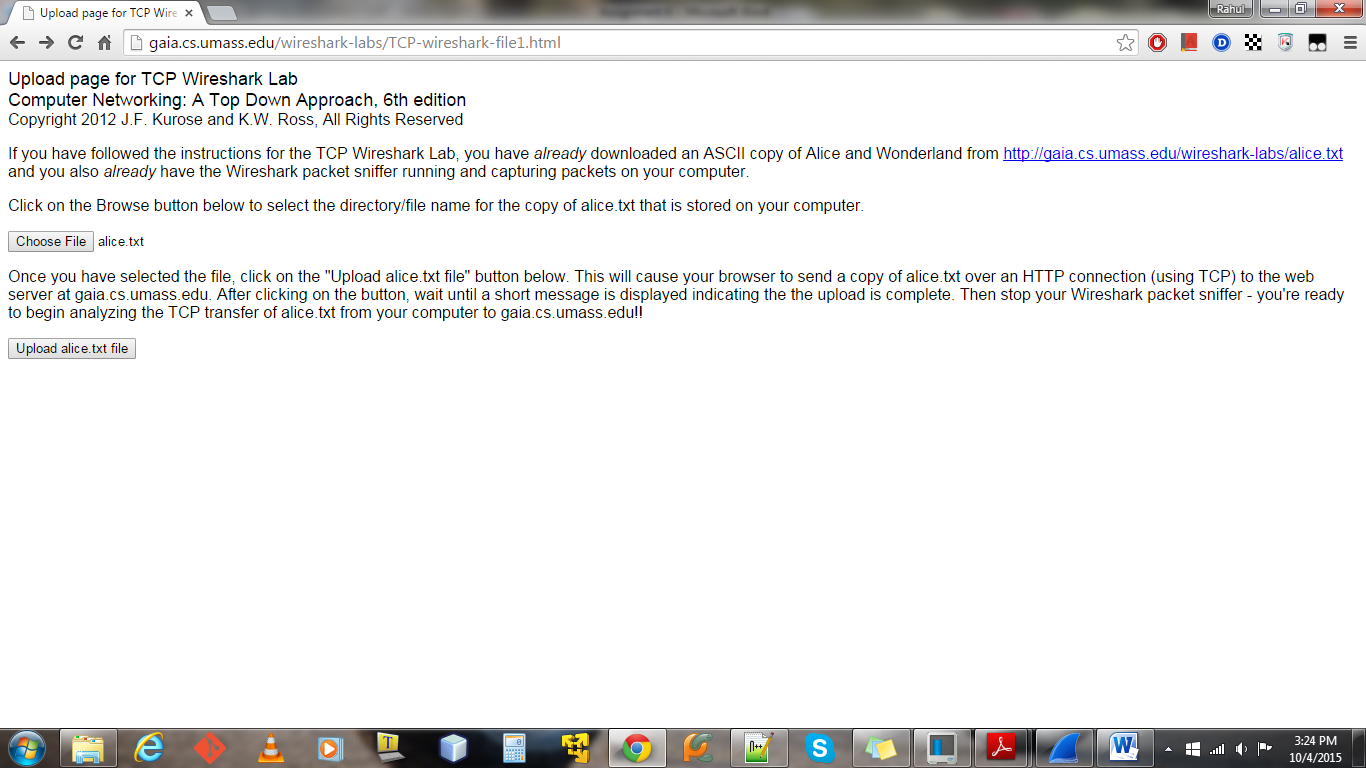 Upload page for TCP Wire
Rahul
gaia.cs.umass.edu/wireshark-labs/TCP-wireshark-file1.html
Upload page for TCP Wireshark Lab
Computer Networking: A Top Down Approach, 6th edition
Copyright 2012 J.F. Kurose and K.W. Ross, All Rights Reserved
If you have followed the instructions for the TCP Wireshark Lab, you have already downloaded an ASCII copy of Alice and Wonderland from http://gaia.cs.umass.edu/wireshark-labs/alice.txt
and you also already have the Wireshark packet sniffer running and capturing packets on your computer.
Click on the Browse button below to select the directory/file name for the copy of alice.txt that is stored on your computer.
Choose File alice.txt
Once you have selected the file, click on the "Upload alice.txt file" button below. This will cause your browser to send a copy of alice.txt over an HTTP connection (using TCP) to the web
server at gaia.cs.umass.edu. After clicking on the button, wait until a short message is displayed indicating the the upload is complete. Then stop your Wireshark packet sniffer - you're ready
to begin analyzing the TCP transfer of alice.txt from your computer to gaia.cs.umass.edu!!
Upload alice.txt file
3:24 PM
10/4/2015